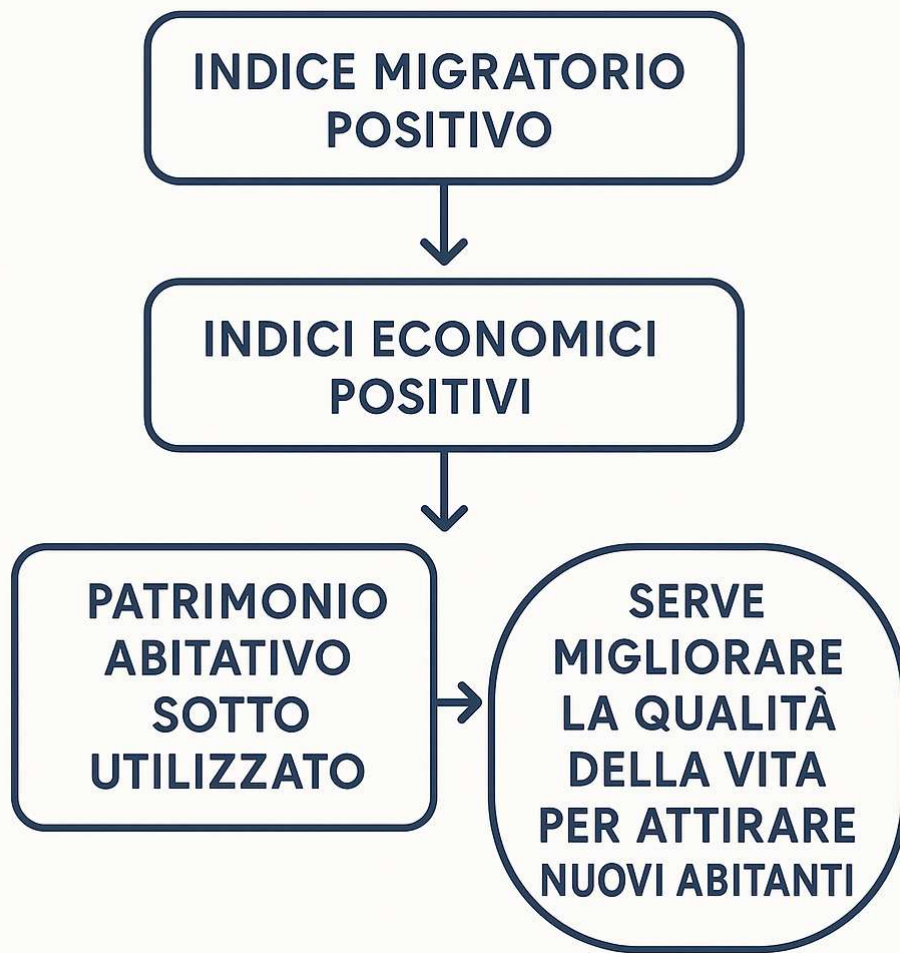 INDICE MIGRATORIO
POSITIVO
INDICI ECONOMICI
POSITIVI
PATRIMONIO
ABITATIVO
SOTTO
UTILIZZATO
SERVE
MIGLIORARE
LA QUALITÀ
DELLA VITA
PER ATTIRARE
NUOVI ABITANTI